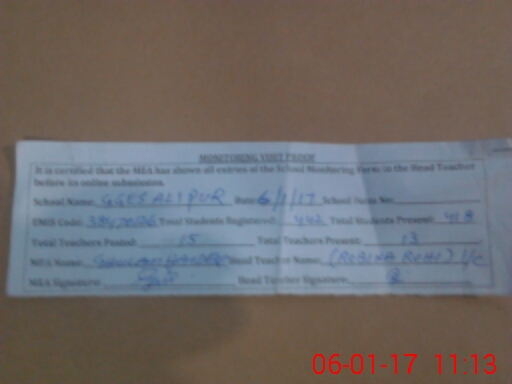 MONITORING VISIT PROOF
It is certified that the MEA has shown all entries of the School Monitoring Form to the Head Teacher
before its online submission.
School Name: GGES ALIPUR Date: 6/1/17 School Fone No:
EMIS Code: Total Students Registered: 442 Total Students Present: 418
Total Teachers Posted: 15 Total Teachers Present: 13
MEA Name: Head Teacher Name: (ROBINA RUHI) I/C
MEA Signature: Head Teacher Signature:
06-01-17 11:13